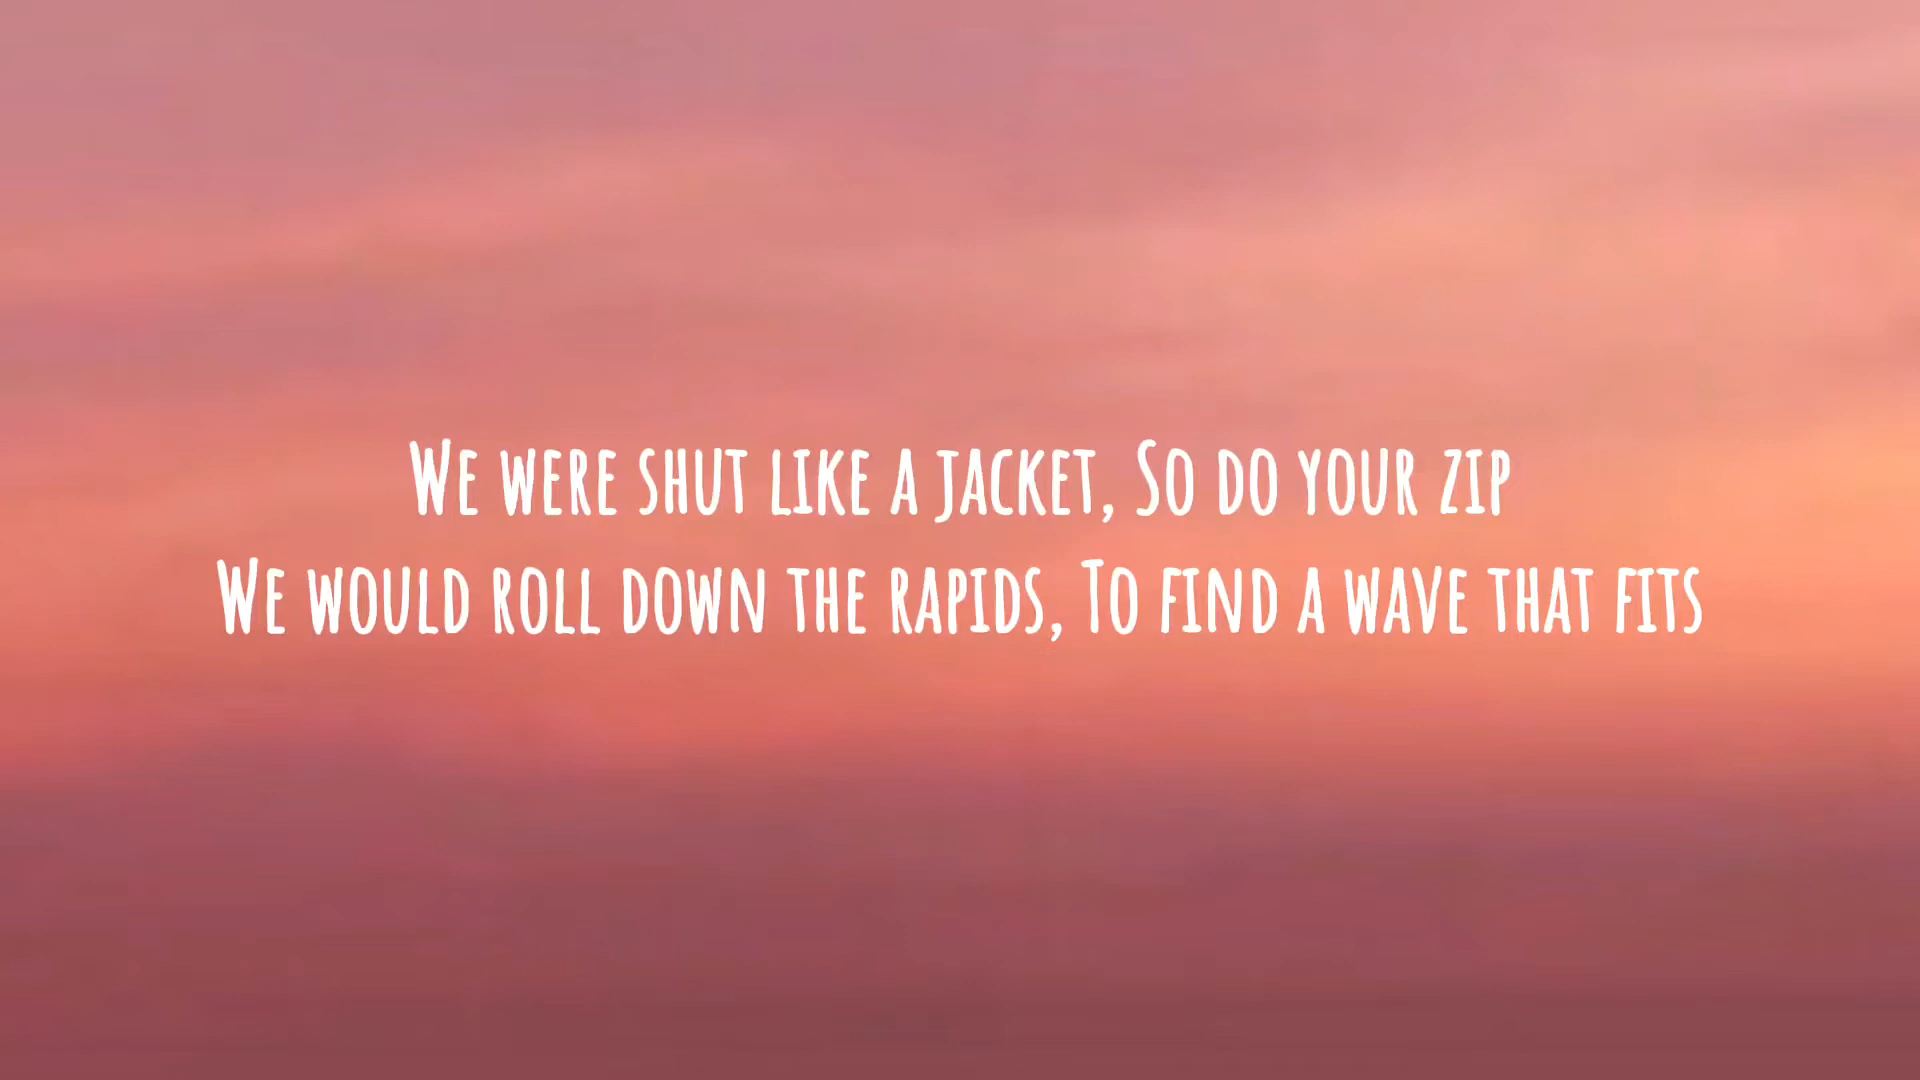 We were shut like a jacket, So do your zip
We would roll down the rapids, To find a wave that fits